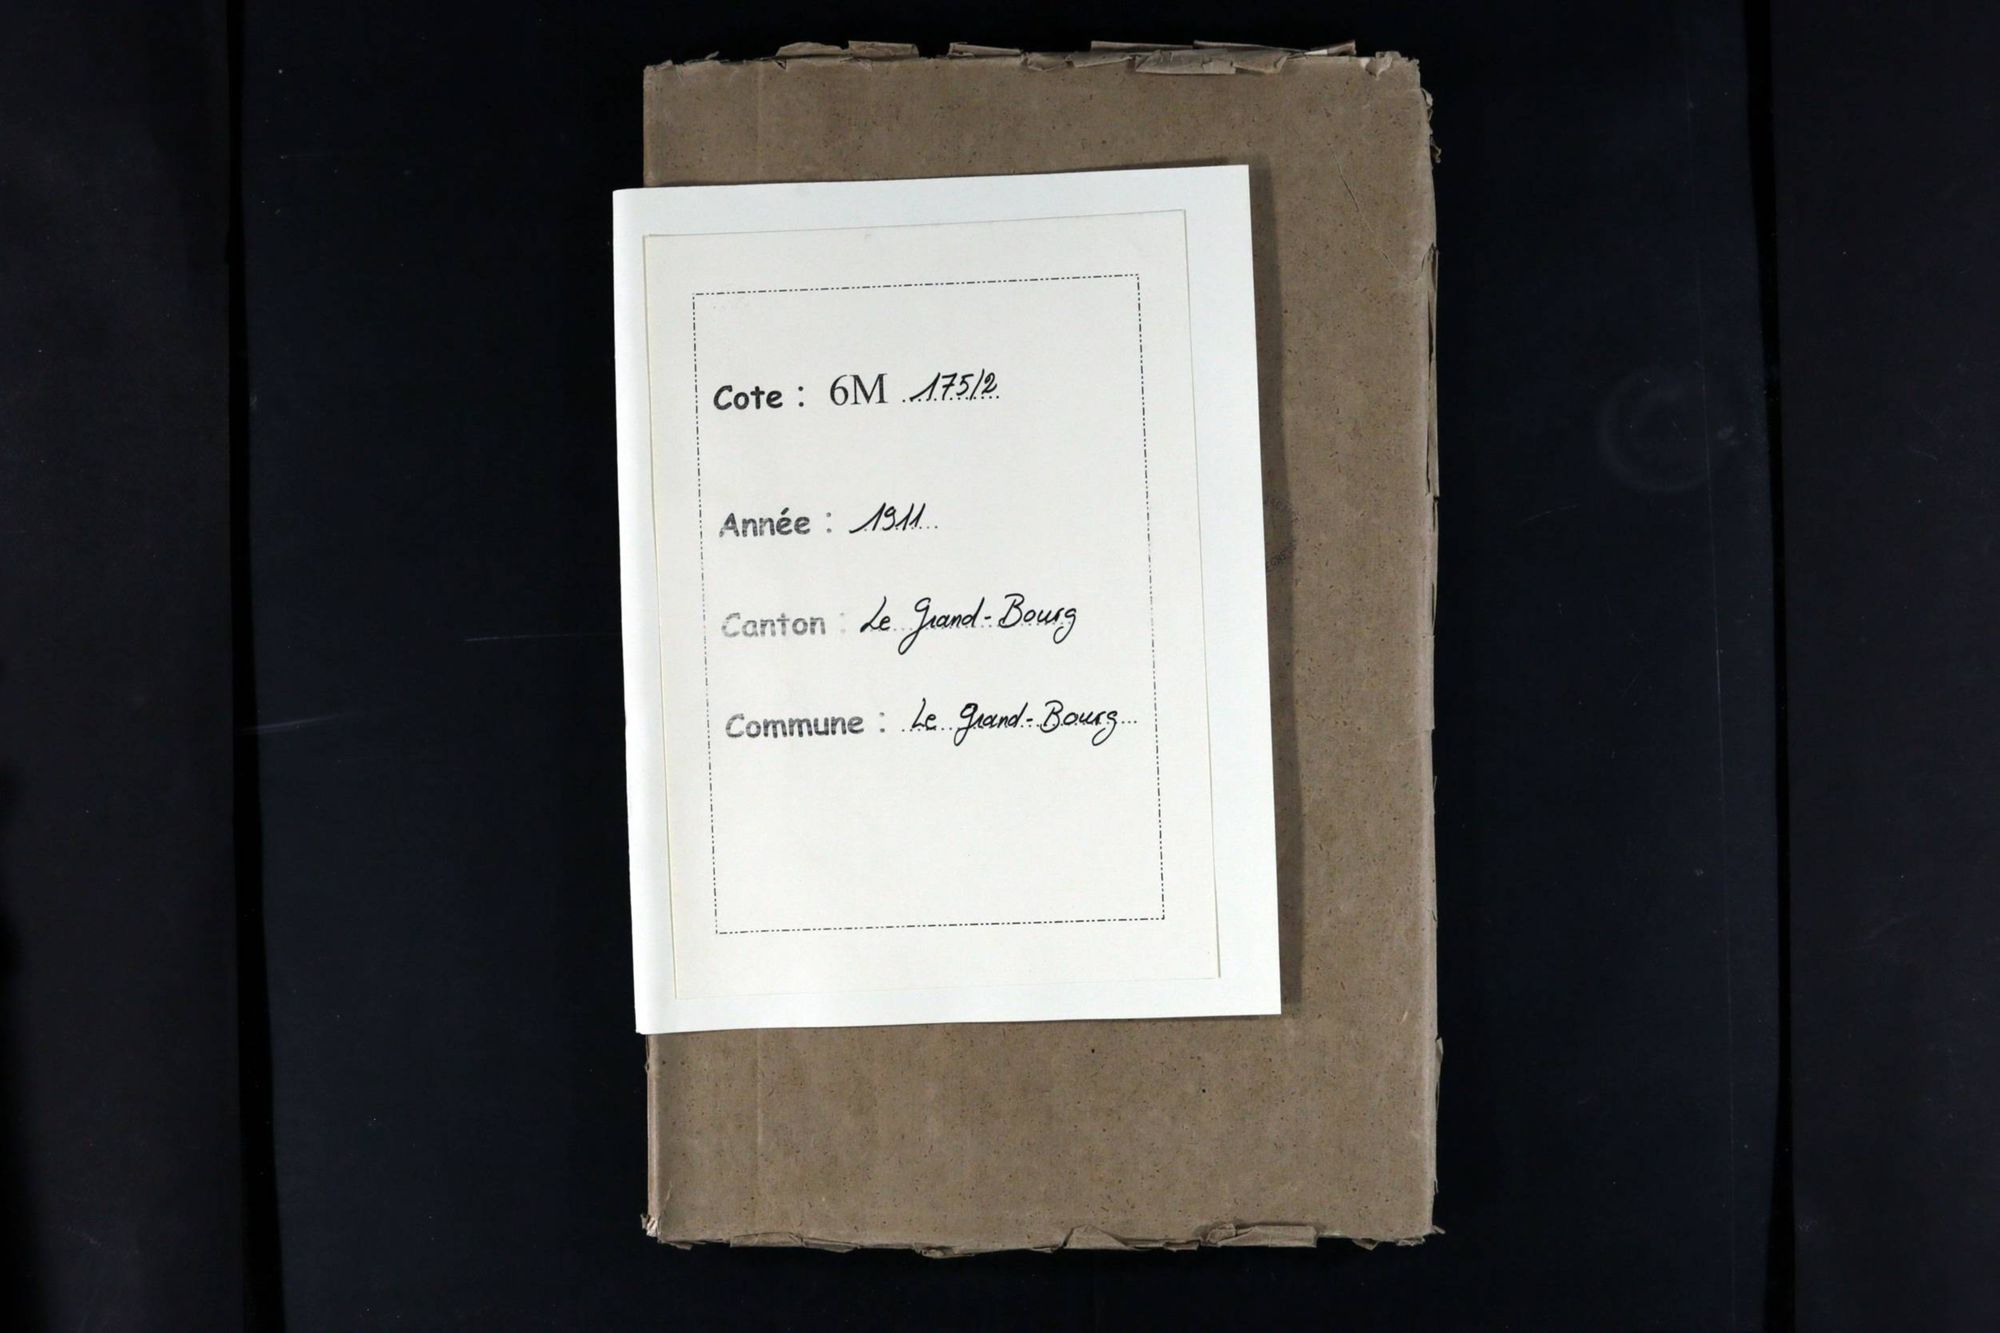 Cote : 6M 175/2
Année : 1911
Canton : Le Grand-Bourg
Commune : Le Grand-Bourg